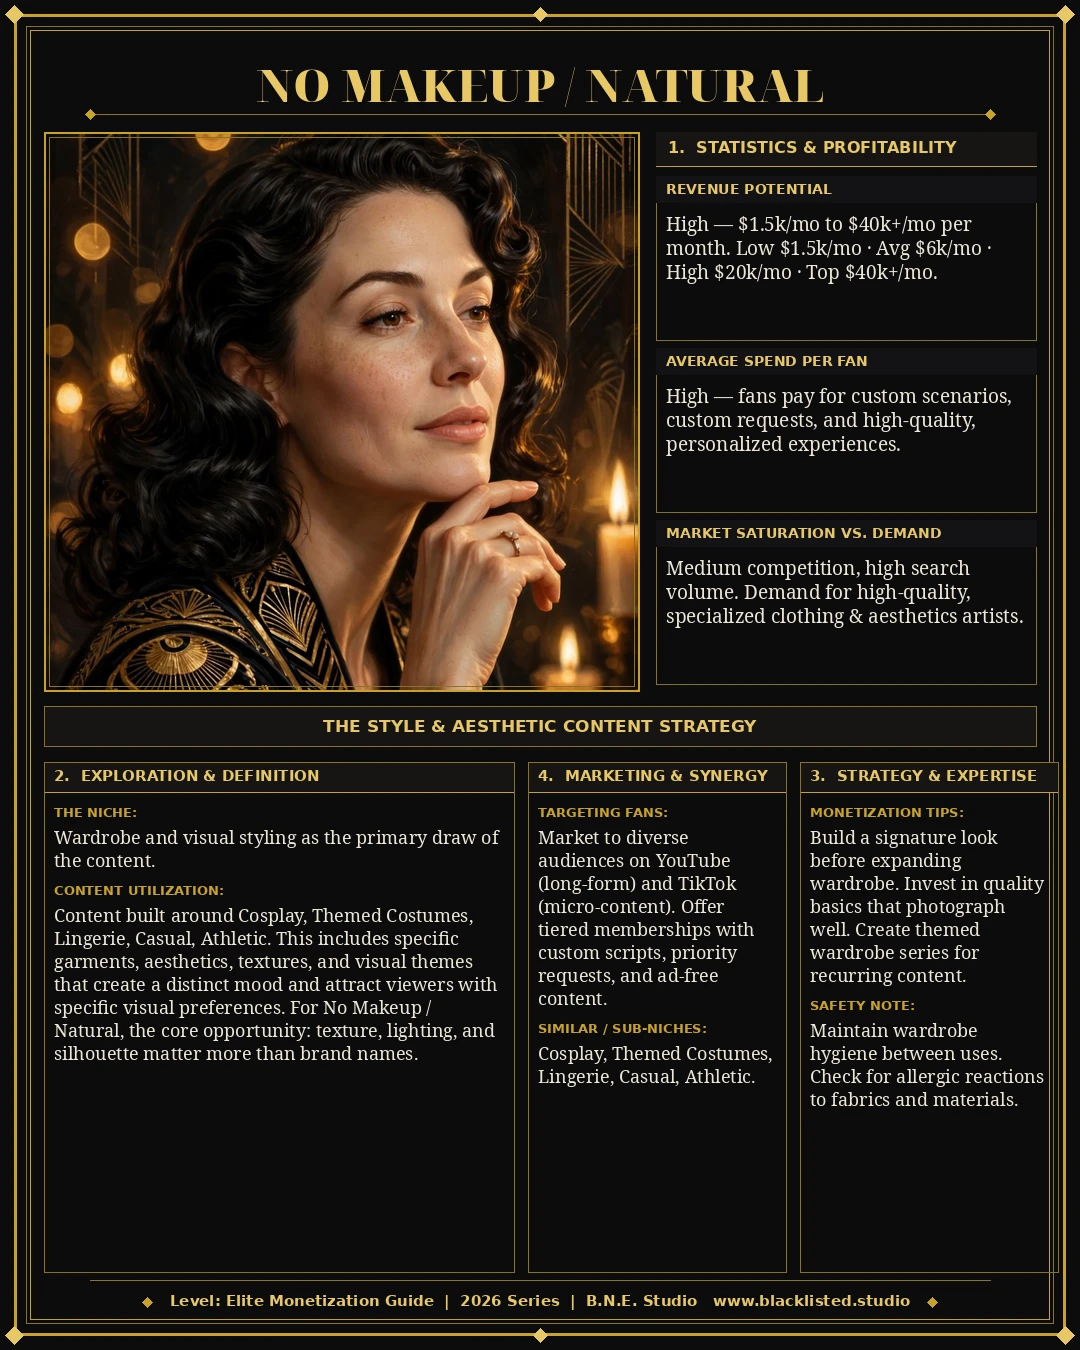 NO MAKEUP / NATURAL
1. STATISTICS & PROFITABILITY
REVENUE POTENTIAL
High — $1.5k/mo to $40k+/mo per
month. Low $1.5k/mo · Avg $6k/mo ·
High $20k/mo · Top $40k+/mo.
AVERAGE SPEND PER FAN
High — fans pay for custom scenarios,
custom requests, and high-quality,
personalized experiences.
MARKET SATURATION VS. DEMAND
Medium competition, high search
volume. Demand for high-quality,
specialized clothing & aesthetics artists.
THE STYLE & AESTHETIC CONTENT STRATEGY
2. EXPLORATION & DEFINITION
THE NICHE:
Wardrobe and visual styling as the primary draw of
the content.
CONTENT UTILIZATION:
Content built around Cosplay, Themed Costumes,
Lingerie, Casual, Athletic. This includes specific
garments, aesthetics, textures, and visual themes
that create a distinct mood and attract viewers with
specific visual preferences. For No Makeup /
Natural, the core opportunity: texture, lighting, and
silhouette matter more than brand names.
4. MARKETING & SYNERGY
TARGETING FANS:
Market to diverse
audiences on YouTube
(long-form) and TikTok
(micro-content). Offer
tiered memberships with
custom scripts, priority
requests, and ad-free
content.
SIMILAR / SUB-NICHES:
Cosplay, Themed Costumes,
Lingerie, Casual, Athletic.
3. STRATEGY & EXPERTISE
MONETIZATION TIPS:
Build a signature look
before expanding
wardrobe. Invest in quality
basics that photograph
well. Create themed
wardrobe series for
recurring content.
SAFETY NOTE:
Maintain wardrobe
hygiene between uses.
Check for allergic reactions
to fabrics and materials.
Level: Elite Monetization Guide | 2026 Series | B.N.E. Studio www.blacklisted.studio